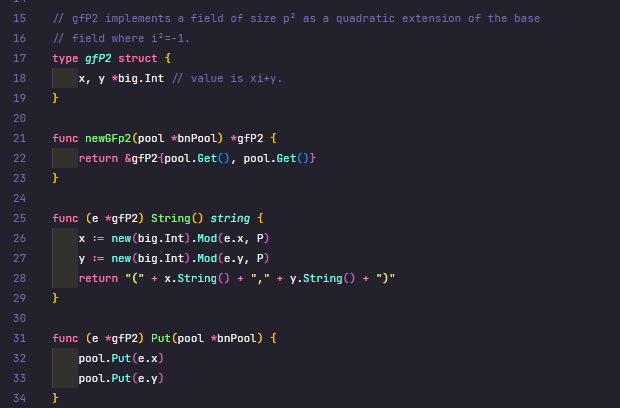 15 // gfP2 implements a field of size p² as a quadratic extension of the base
16 // field where i²=-1.
17 type gfP2 struct {
18     x, y *big.Int // value is xi+y.
19 }
20
21 func newGFp2(pool *bnPool) *gfP2 {
22     return &gfP2{pool.Get(), pool.Get()}
23 }
24
25 func (e *gfP2) String() string {
26     x := new(big.Int).Mod(e.x, P)
27     y := new(big.Int).Mod(e.y, P)
28     return "(" + x.String() + "," + y.String() + ")"
29 }
30
31 func (e *gfP2) Put(pool *bnPool) {
32     pool.Put(e.x)
33     pool.Put(e.y)
34 }